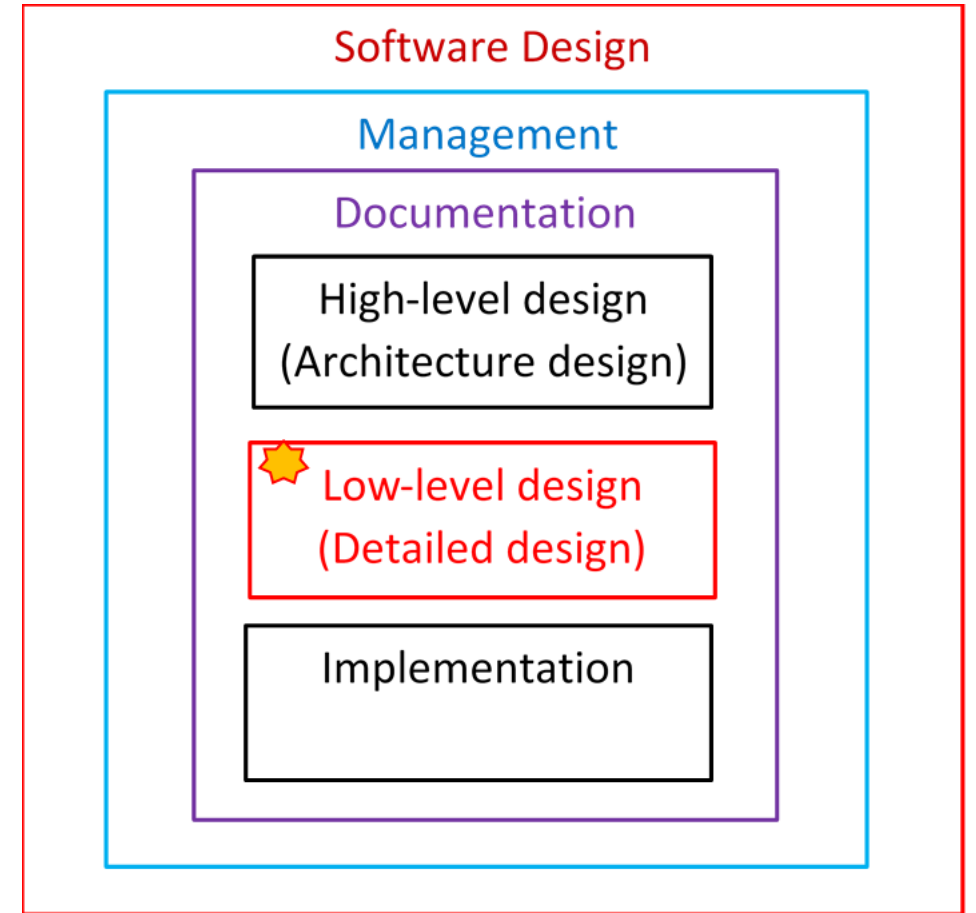 Software Design
Management
Documentation
High-level design
(Architecture design)
Low-level design
(Detailed design)
Implementation